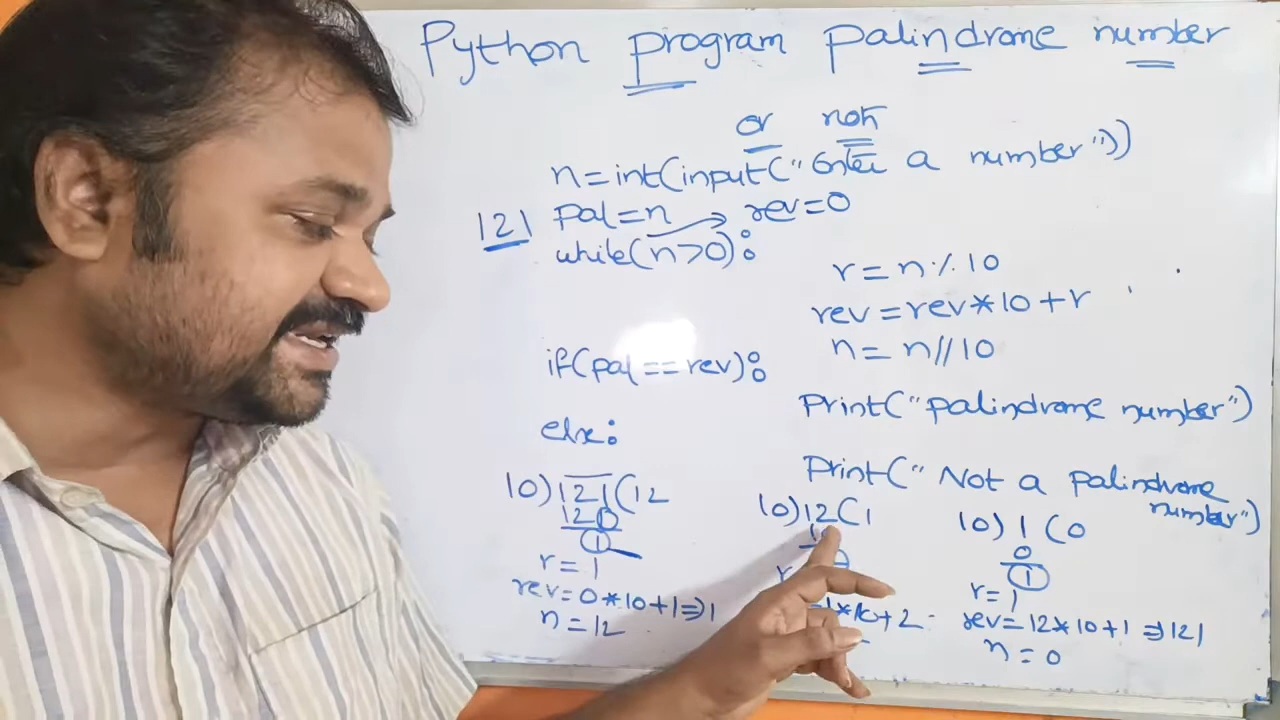 Python program palindrome number
or not
n=int(input("Enter a number"))
121 pal=n rev=0
while(n>0):
r=n%10
rev=rev*10+r
n=n//10
if(pal==rev):
Print("palindrome number")
else:
Print("Not a palindrome number")
10)121(12
120
1
r=1
rev=0*10+1⇒1
n=12
10)12(1
1*10+2
10)1(0
0
1
r=1
rev=12*10+1⇒121
n=0